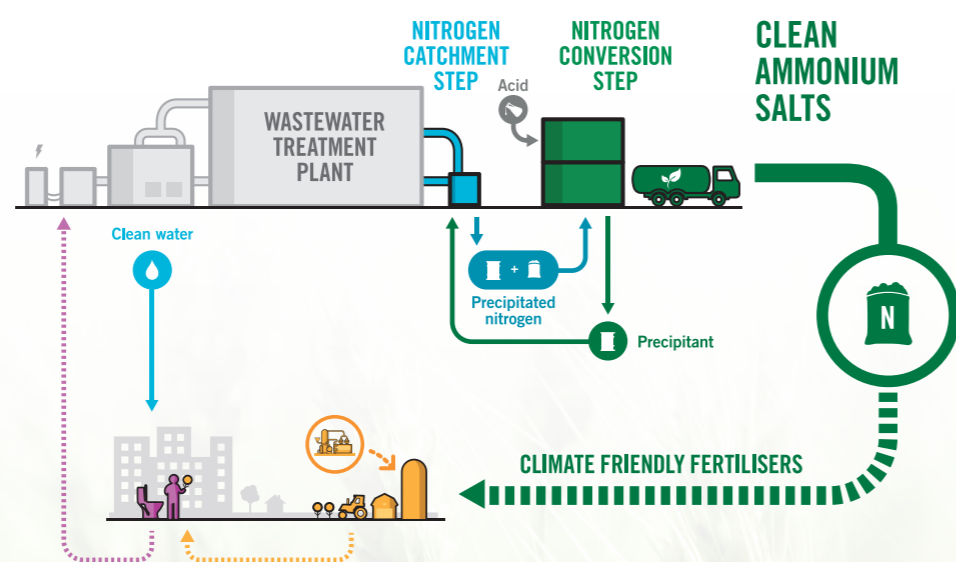 NITROGEN
CATCHMENT
STEP
NITROGEN
CONVERSION
STEP
CLEAN
AMMONIUM
SALTS
Acid
WASTEWATER
TREATMENT
PLANT
Clean water
+
Precipitated
nitrogen
Precipitant
N
CLIMATE FRIENDLY FERTILISERS